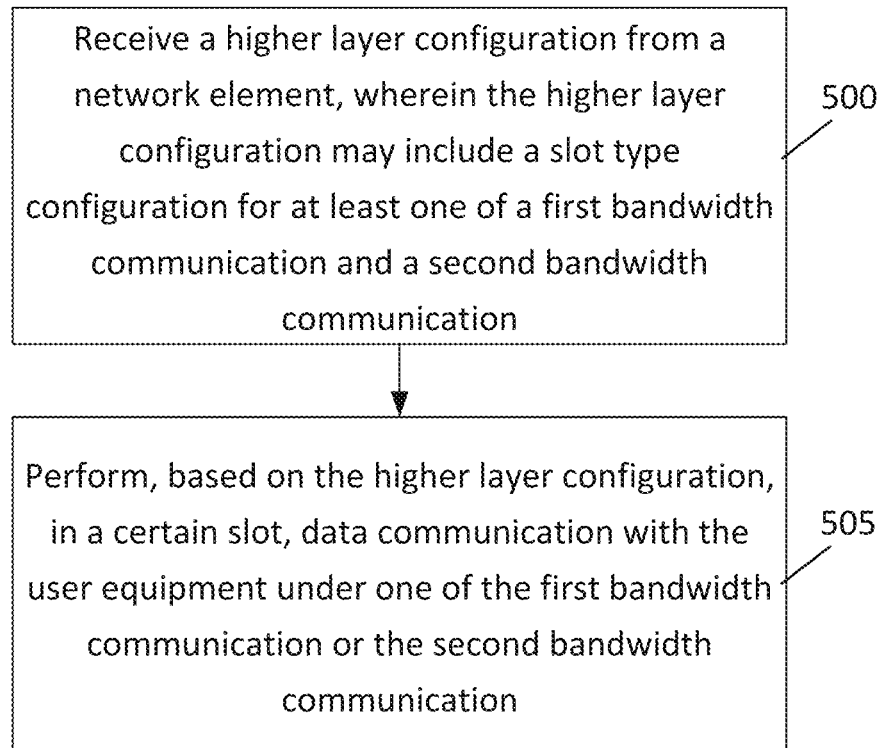 Receive a higher layer configuration from a
network element, wherein the higher layer
configuration may include a slot type
configuration for at least one of a first bandwidth
communication and a second bandwidth
communication
500
Perform, based on the higher layer configuration,
in a certain slot, data communication with the
user equipment under one of the first bandwidth
communication or the second bandwidth
communication
505